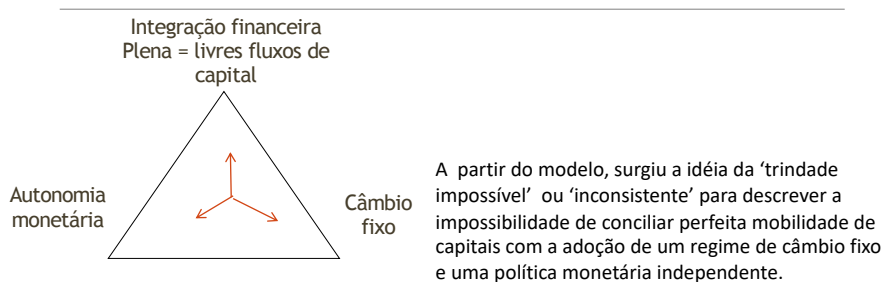 Integração financeira
Plena = livres fluxos de
capital
Autonomia
monetária
Câmbio
fixo
A partir do modelo, surgiu a idéia da ‘trindade
impossível’ ou ‘inconsistente’ para descrever a
impossibilidade de conciliar perfeita mobilidade de
capitais com a adoção de um regime de câmbio fixo
e uma política monetária independente.